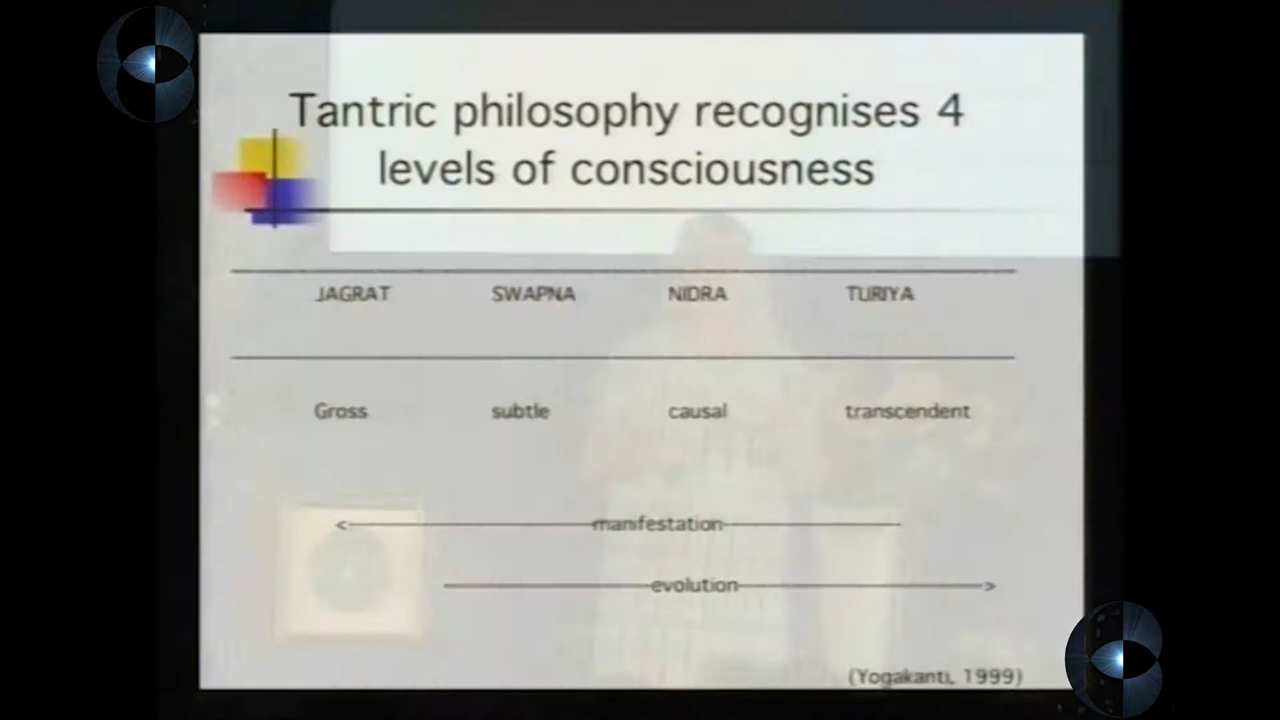 Tantric philosophy recognises 4
levels of consciousness
JAGRAT SWAPNA NIDRA TURIYA
Gross subtle causal transcendent
manifestation
evolution
(Yogakanti, 1999)